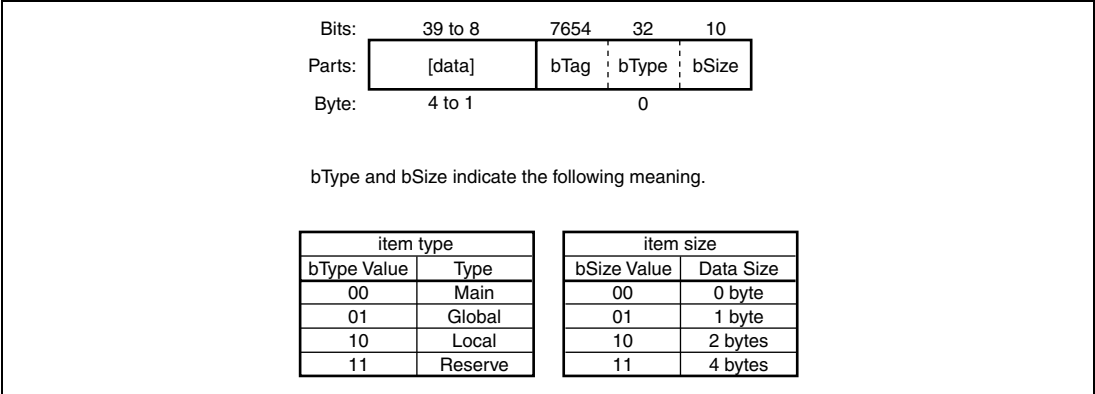 Bits: 39 to 8 7654 32 10
Parts: [data] bTag bType bSize
Byte: 4 to 1 0
bType and bSize indicate the following meaning.
item type
bType Value Type
00 Main
01 Global
10 Local
11 Reserve
item size
bSize Value Data Size
00 0 byte
01 1 byte
10 2 bytes
11 4 bytes